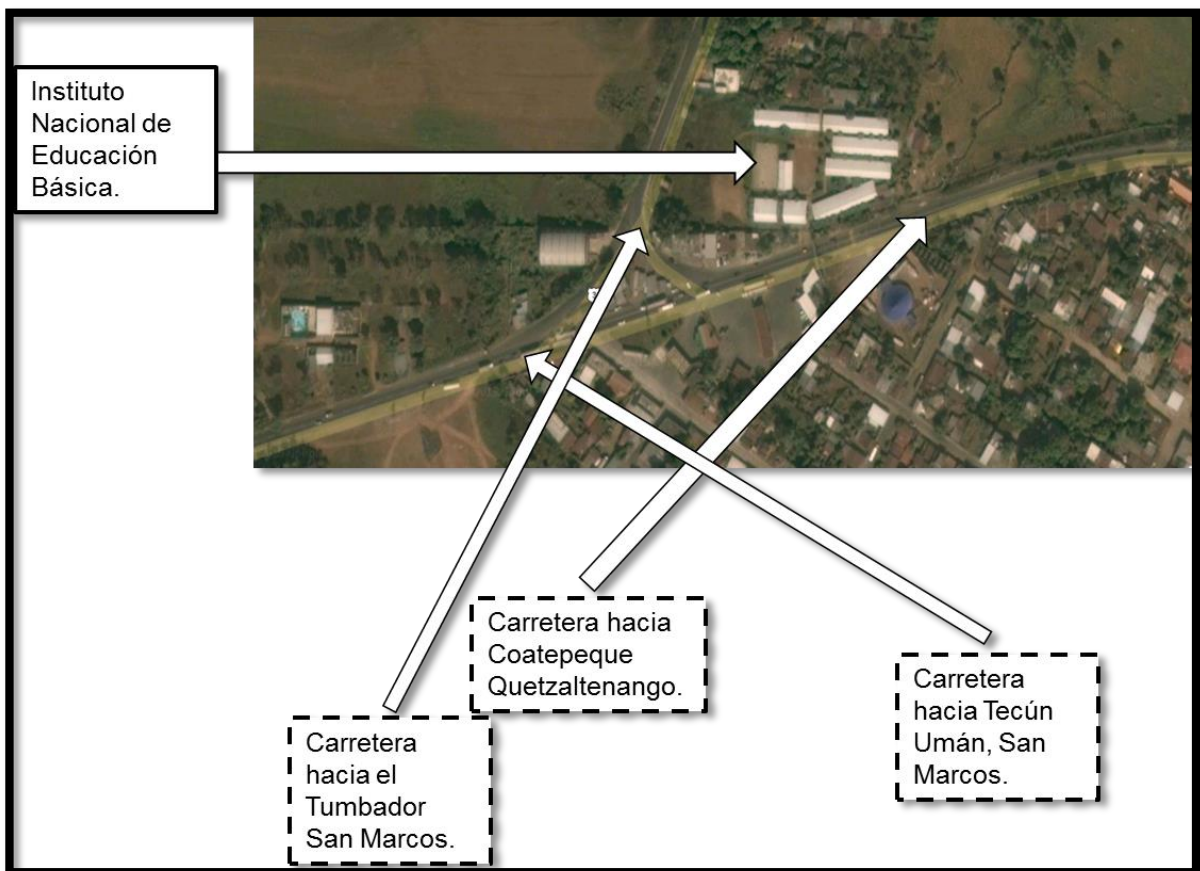 Instituto
Nacional de
Educación
Básica.
Carretera hacia
Coatepeque
Quetzaltenango.
Carretera
hacia Tecún
Umán, San
Marcos.
Carretera
hacia el
Tumbador
San Marcos.